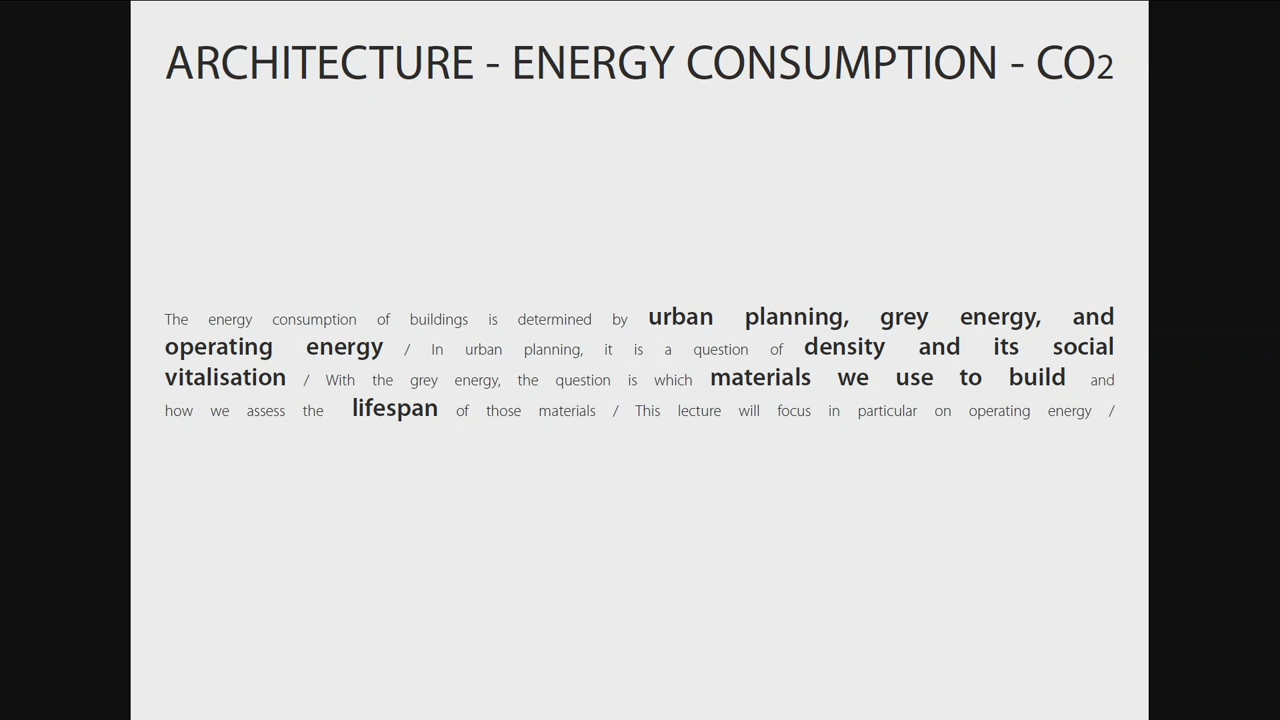 ARCHITECTURE - ENERGY CONSUMPTION - CO2
The energy consumption of buildings is determined by urban planning, grey energy, and
operating energy / In urban planning, it is a question of density and its social
vitalisation / With the grey energy, the question is which materials we use to build and
how we assess the lifespan of those materials / This lecture will focus in particular on operating energy /